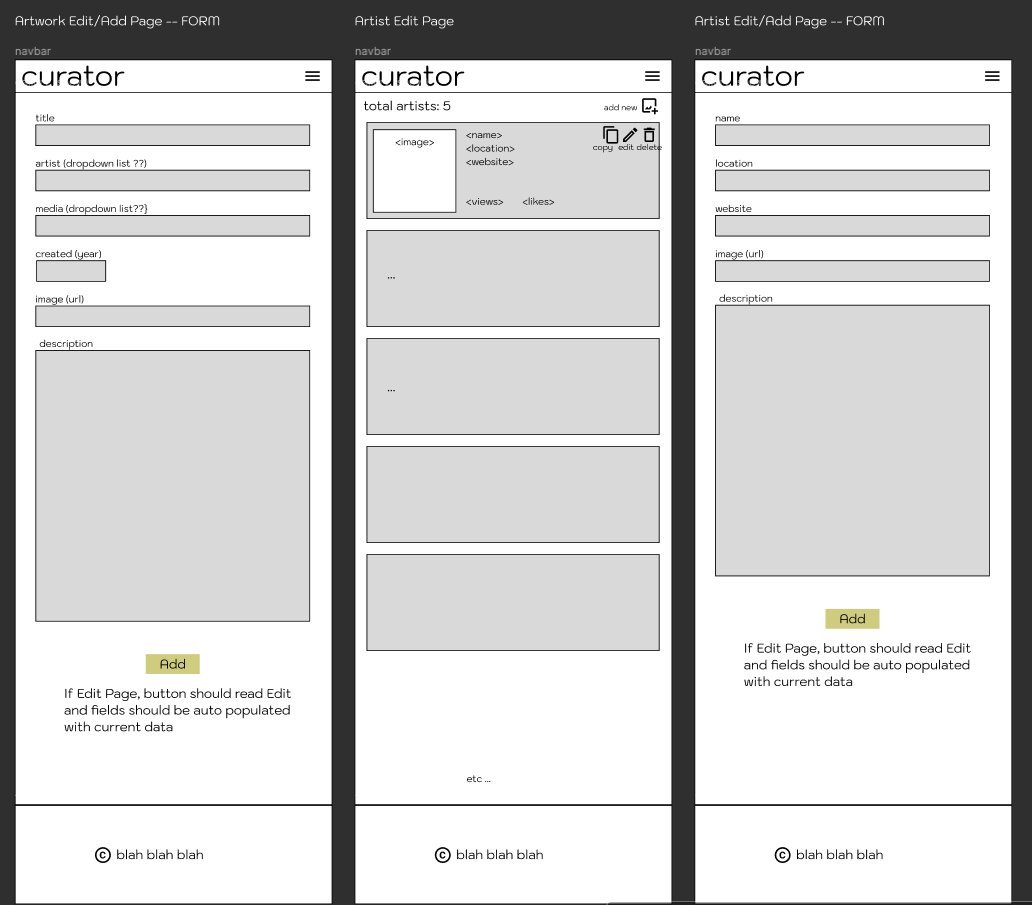 Artwork Edit/Add Page -- FORM
navbar
curator
title
artist (dropdown list ??)
media (dropdown list??}
created (year)
image (url)
description
Add
If Edit Page, button should read Edit
and fields should be auto populated
with current data
© blah blah blah
Artist Edit Page
navbar
curator
total artists: 5
add new
<image>
<name>
<location>
<website>
copy edit delete
<views> <likes>
...
...
etc ...
© blah blah blah
Artist Edit/Add Page -- FORM
navbar
curator
name
location
website
image (url)
description
Add
If Edit Page, button should read Edit
and fields should be auto populated
with current data
© blah blah blah